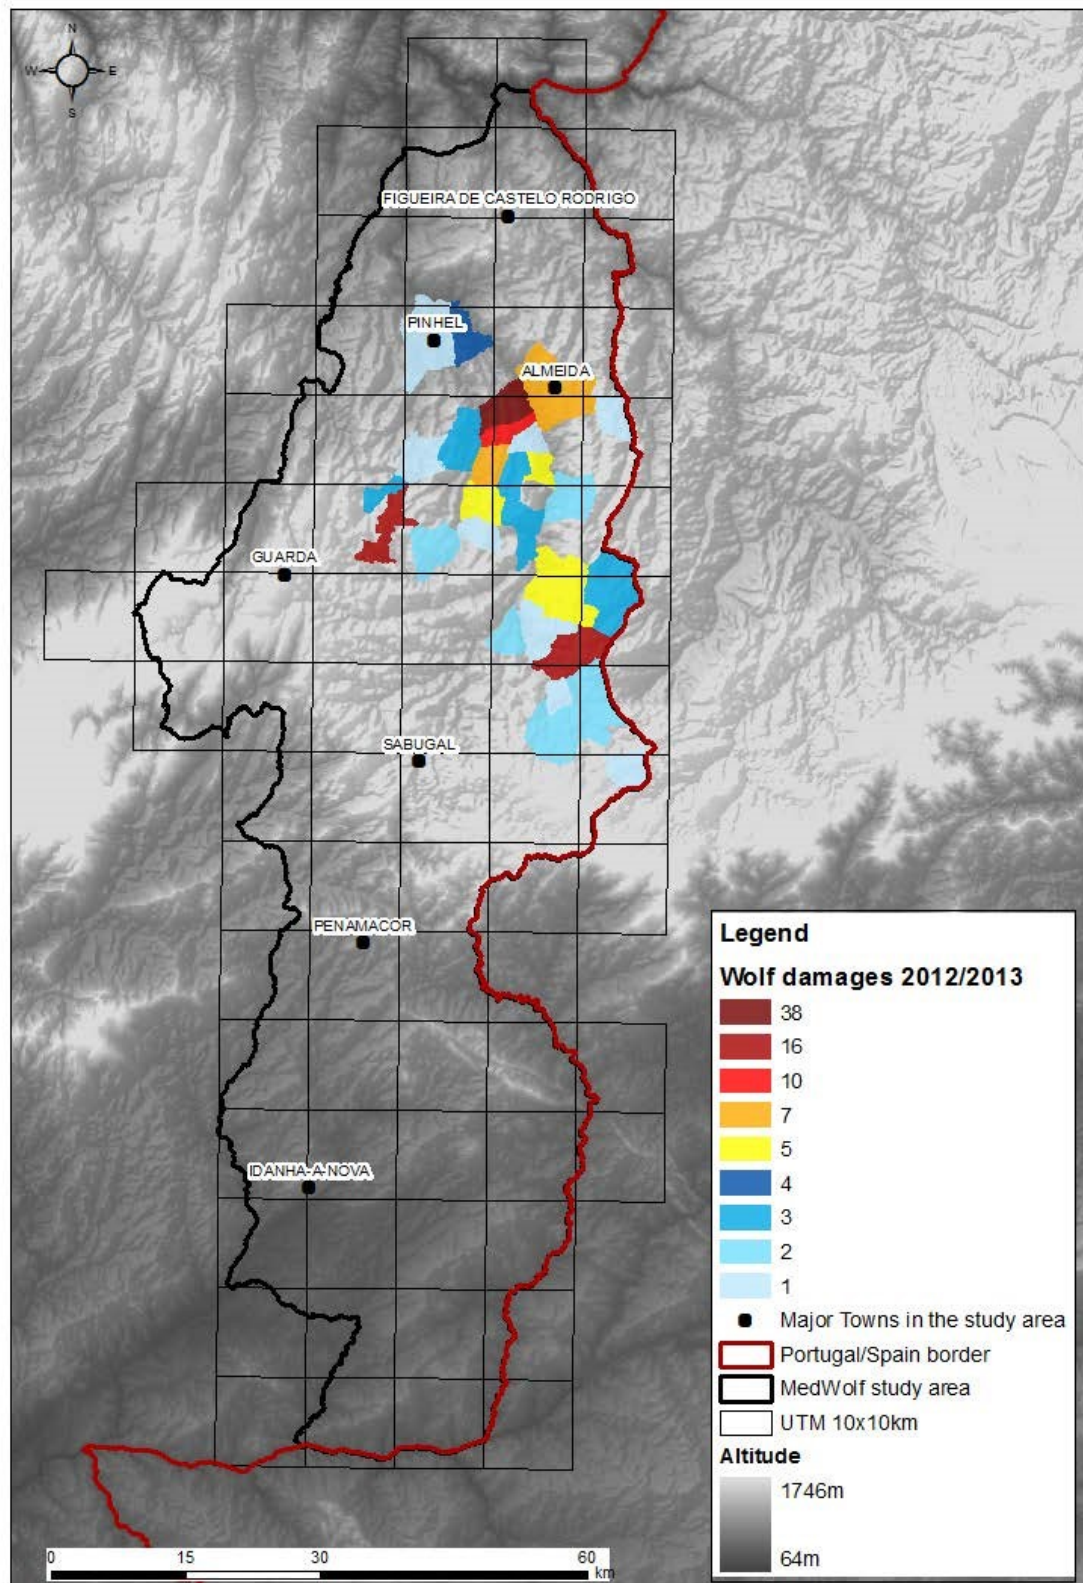 N
W E
S
FIGUEIRA DE CASTELO RODRIGO
PINHEL
ALMEIDA
GUARDA
SABUGAL
PENAMACOR
IDANHA-A-NOVA
Legend
Wolf damages 2012/2013
38
16
10
7
5
4
3
2
1
Major Towns in the study area
Portugal/Spain border
MedWolf study area
UTM 10x10km
Altitude
1746m
64m
0 15 30 60
km